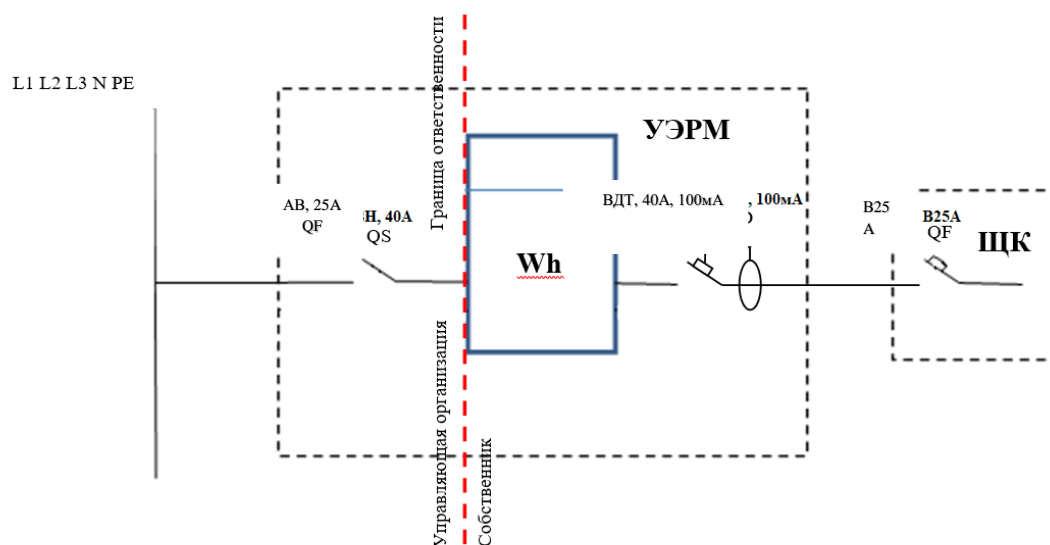 L1 L2 L3 N PE
Граница ответственности
УЭРМ
АВ, 25А
QF
Н, 40А
QS
Wh
ВДТ, 40А, 100мА
, 100мА
В25
А
В25А
QF
ЩК
Управляющая организация
Собственник